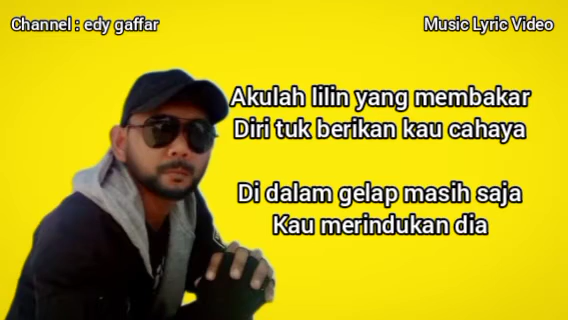 Channel : edy gaffar
Music Lyric Video
Akulah lilin yang membakar
Diri tuk berikan kau cahaya
Di dalam gelap masih saja
Kau merindukan dia